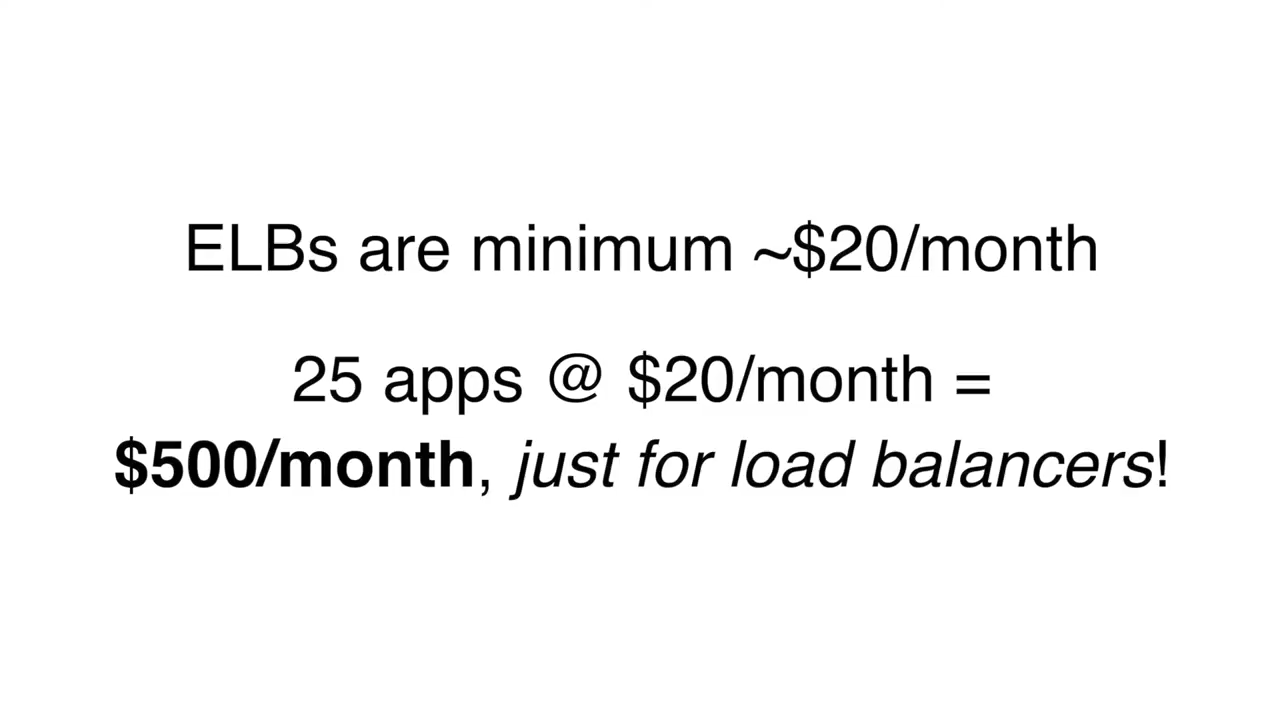 ELBs are minimum ~$20/month
25 apps @ $20/month =
$500/month, just for load balancers!